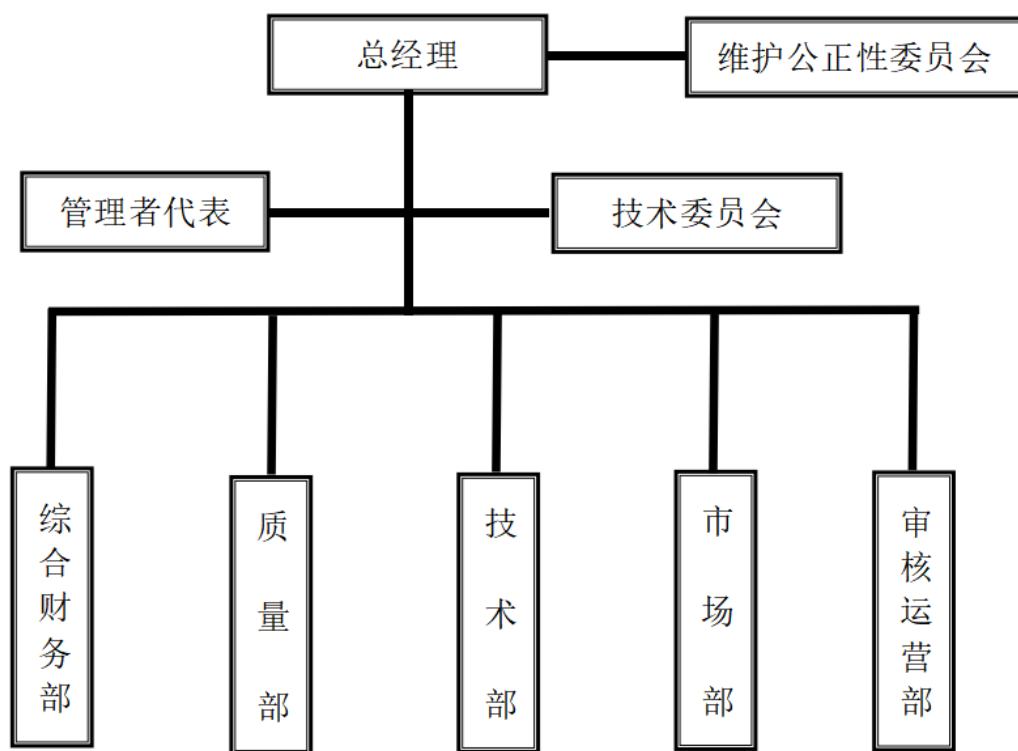 总经理
维护公正性委员会
管理者代表
技术委员会
综合财务部
质量部
技术部
市场部
审核运营部